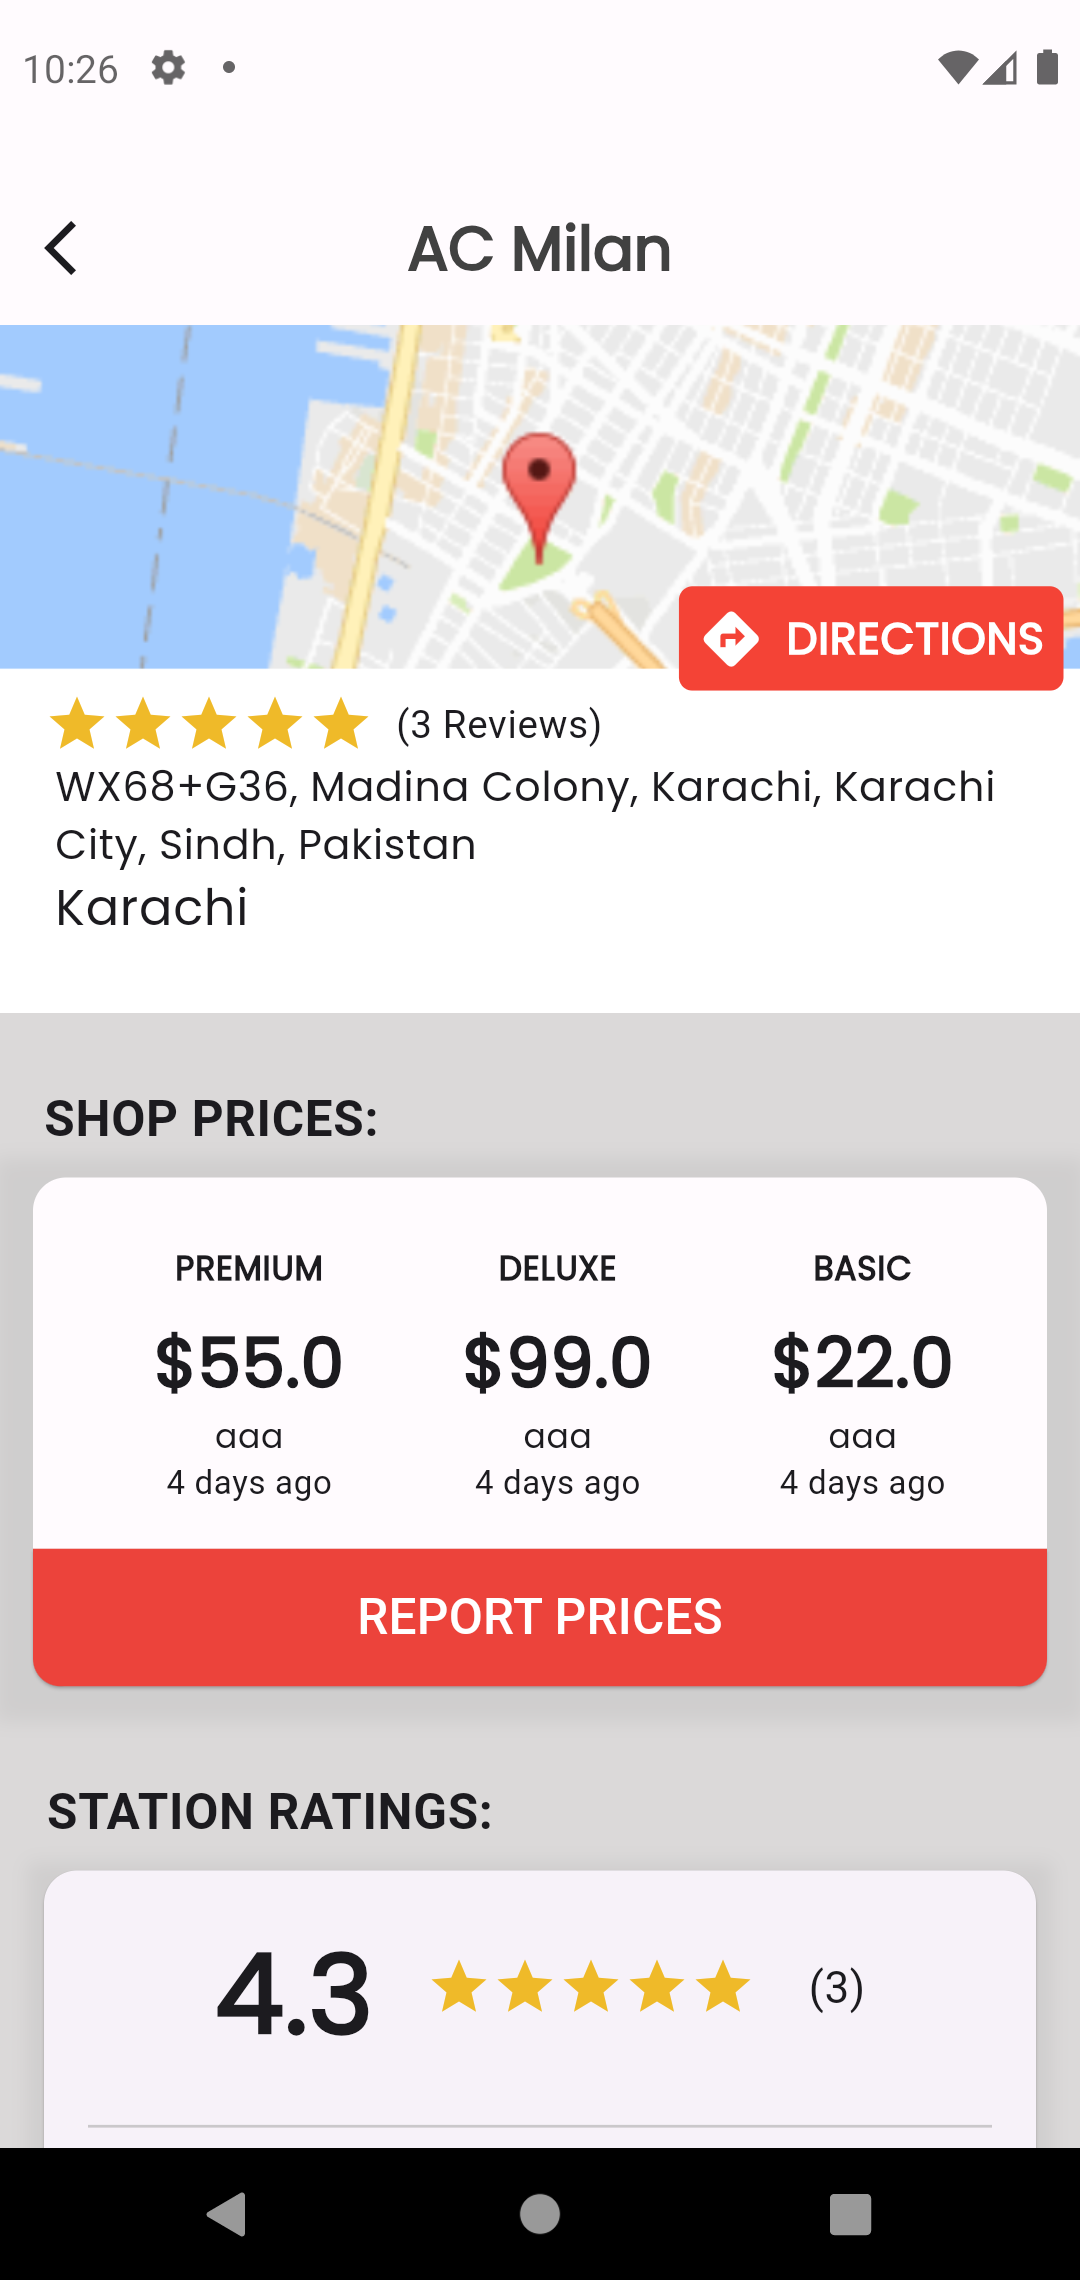 10:26
AC Milan
DIRECTIONS
(3 Reviews)
WX68+G36, Madina Colony, Karachi, Karachi
City, Sindh, Pakistan
Karachi
SHOP PRICES:
PREMIUM DELUXE BASIC
$55.0 $99.0 $22.0
aaa aaa aaa
4 days ago 4 days ago 4 days ago
REPORT PRICES
STATION RATINGS:
4.3 (3)